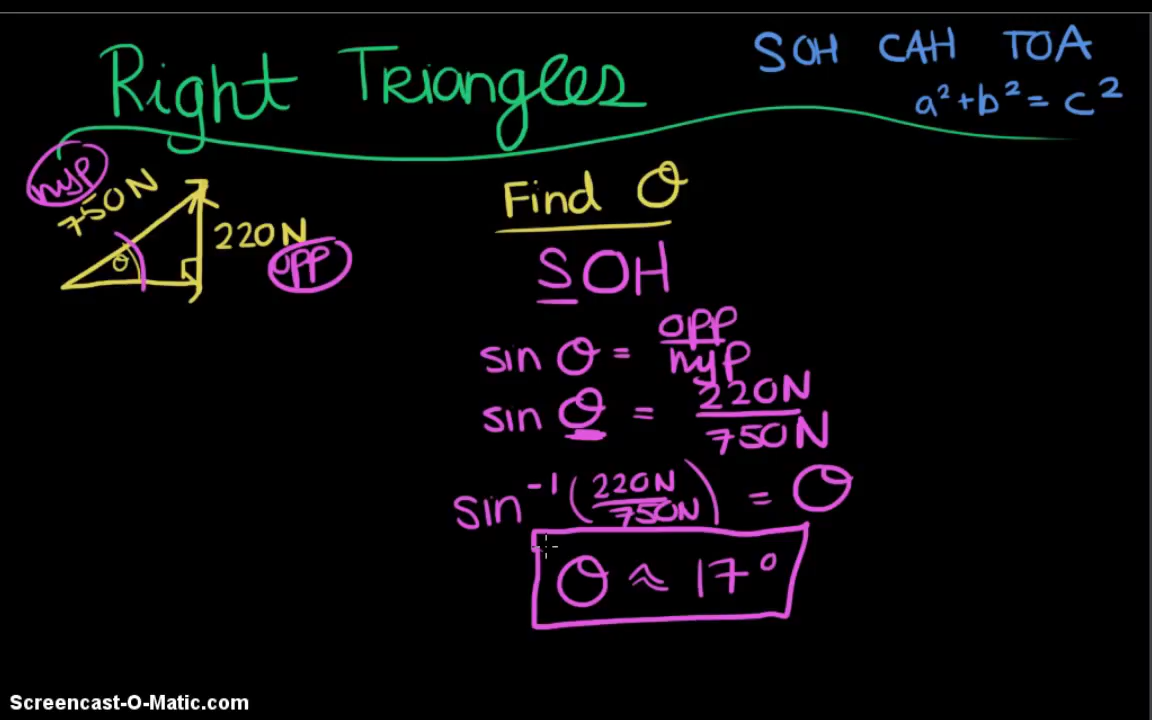 Right Triangles
SOH CAH TOA
a²+b²=c²
hyp
750N
220N
opp
θ
Find θ
SOH
sin θ = opp/hyp
sin θ = 220N/750N
sin⁻¹(220N/750N) = θ
θ ≈ 17°
Screencast-O-Matic.com